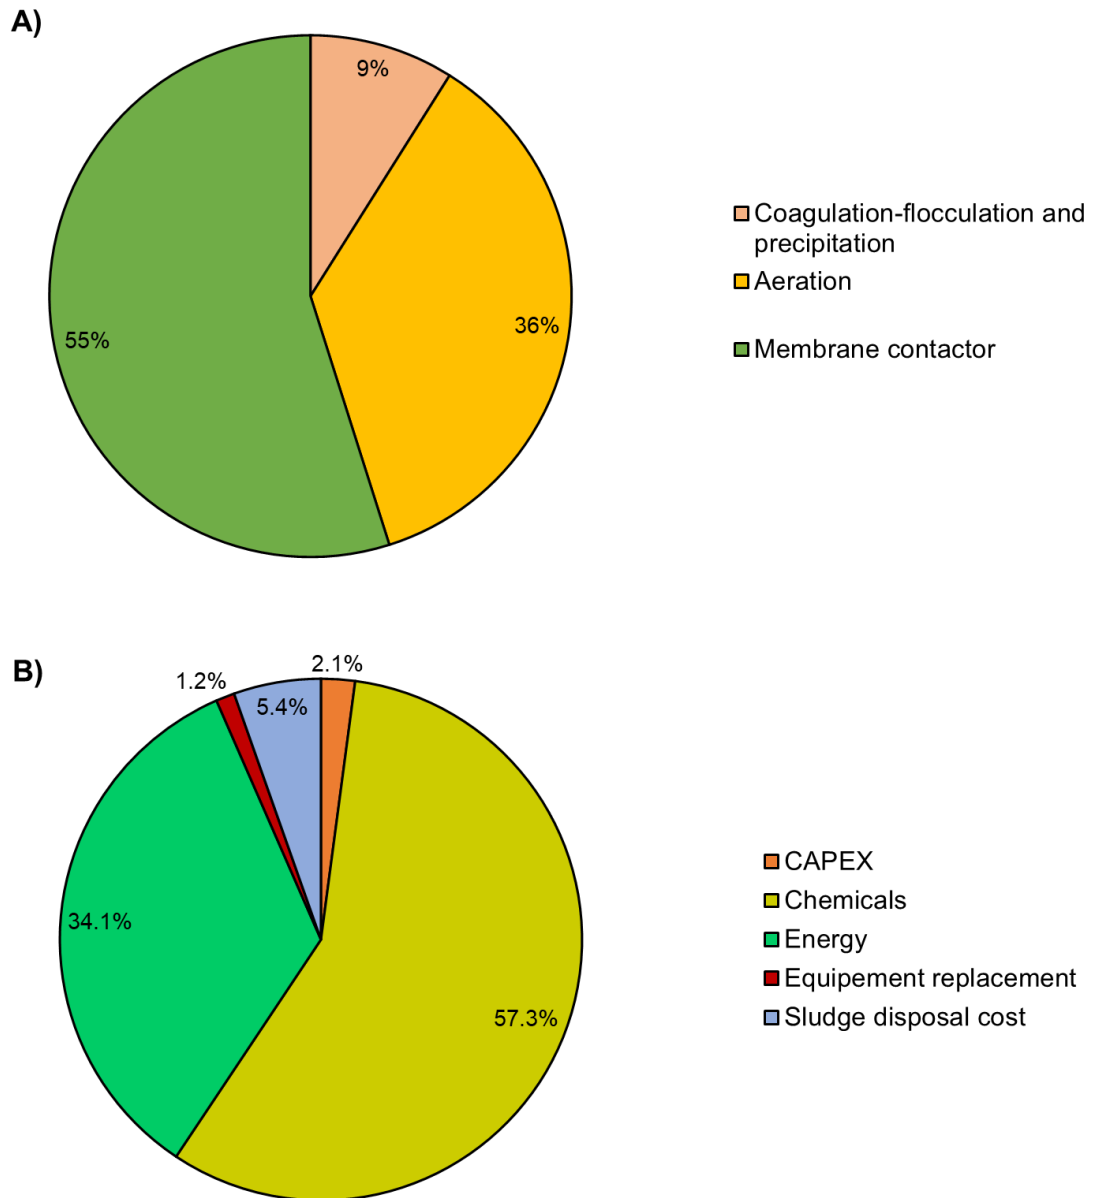 A)
9%
36%
55%
Coagulation-flocculation and
precipitation
Aeration
Membrane contactor
B)
2.1%
1.2%
5.4%
34.1%
57.3%
CAPEX
Chemicals
Energy
Equipement replacement
Sludge disposal cost